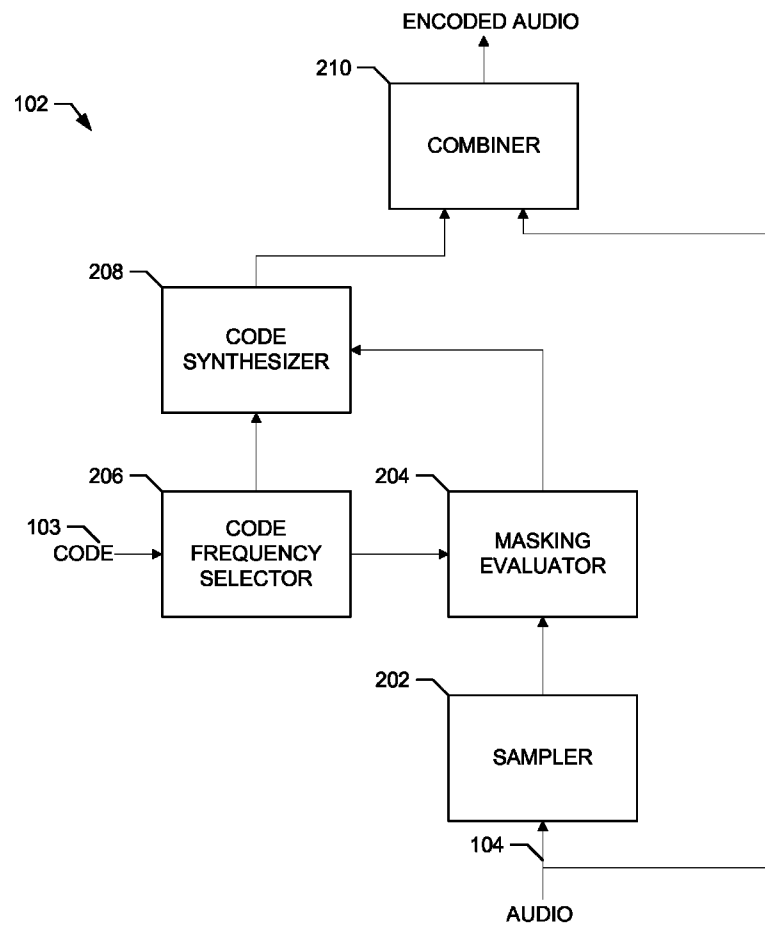 ENCODED AUDIO
210
102
COMBINER
208
CODE
SYNTHESIZER
206
204
103
CODE
CODE
FREQUENCY
SELECTOR
MASKING
EVALUATOR
202
SAMPLER
104
AUDIO